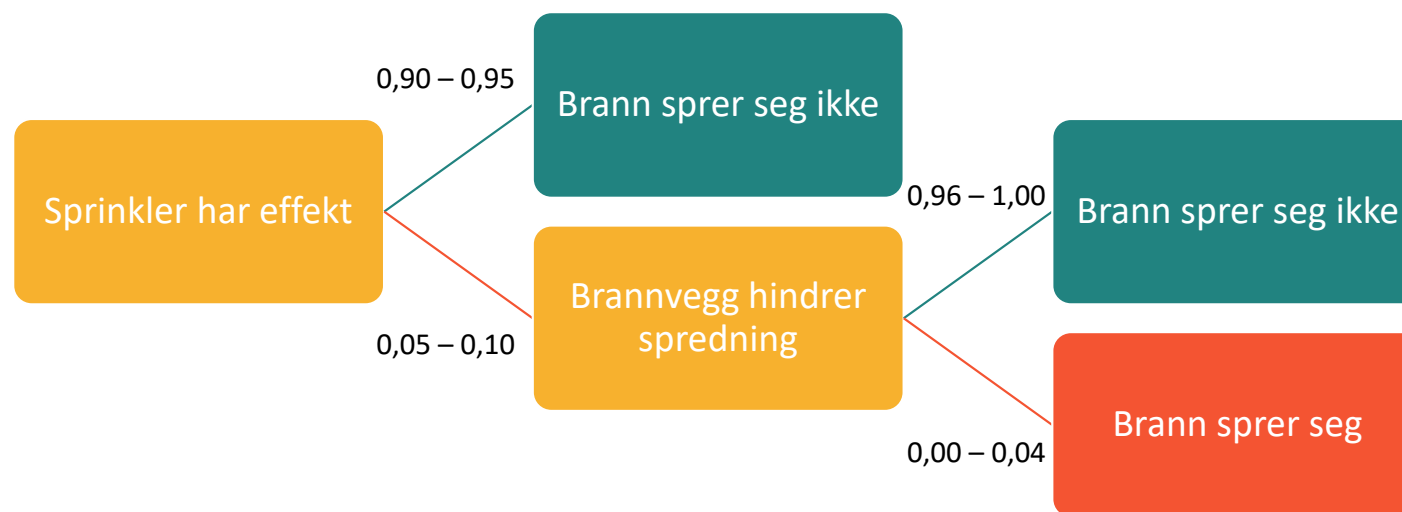 Sprinkler har effekt
0,90 – 0,95
0,05 – 0,10
Brann sprer seg ikke
Brannvegg hindrer
spredning
0,96 – 1,00
0,00 – 0,04
Brann sprer seg ikke
Brann sprer seg